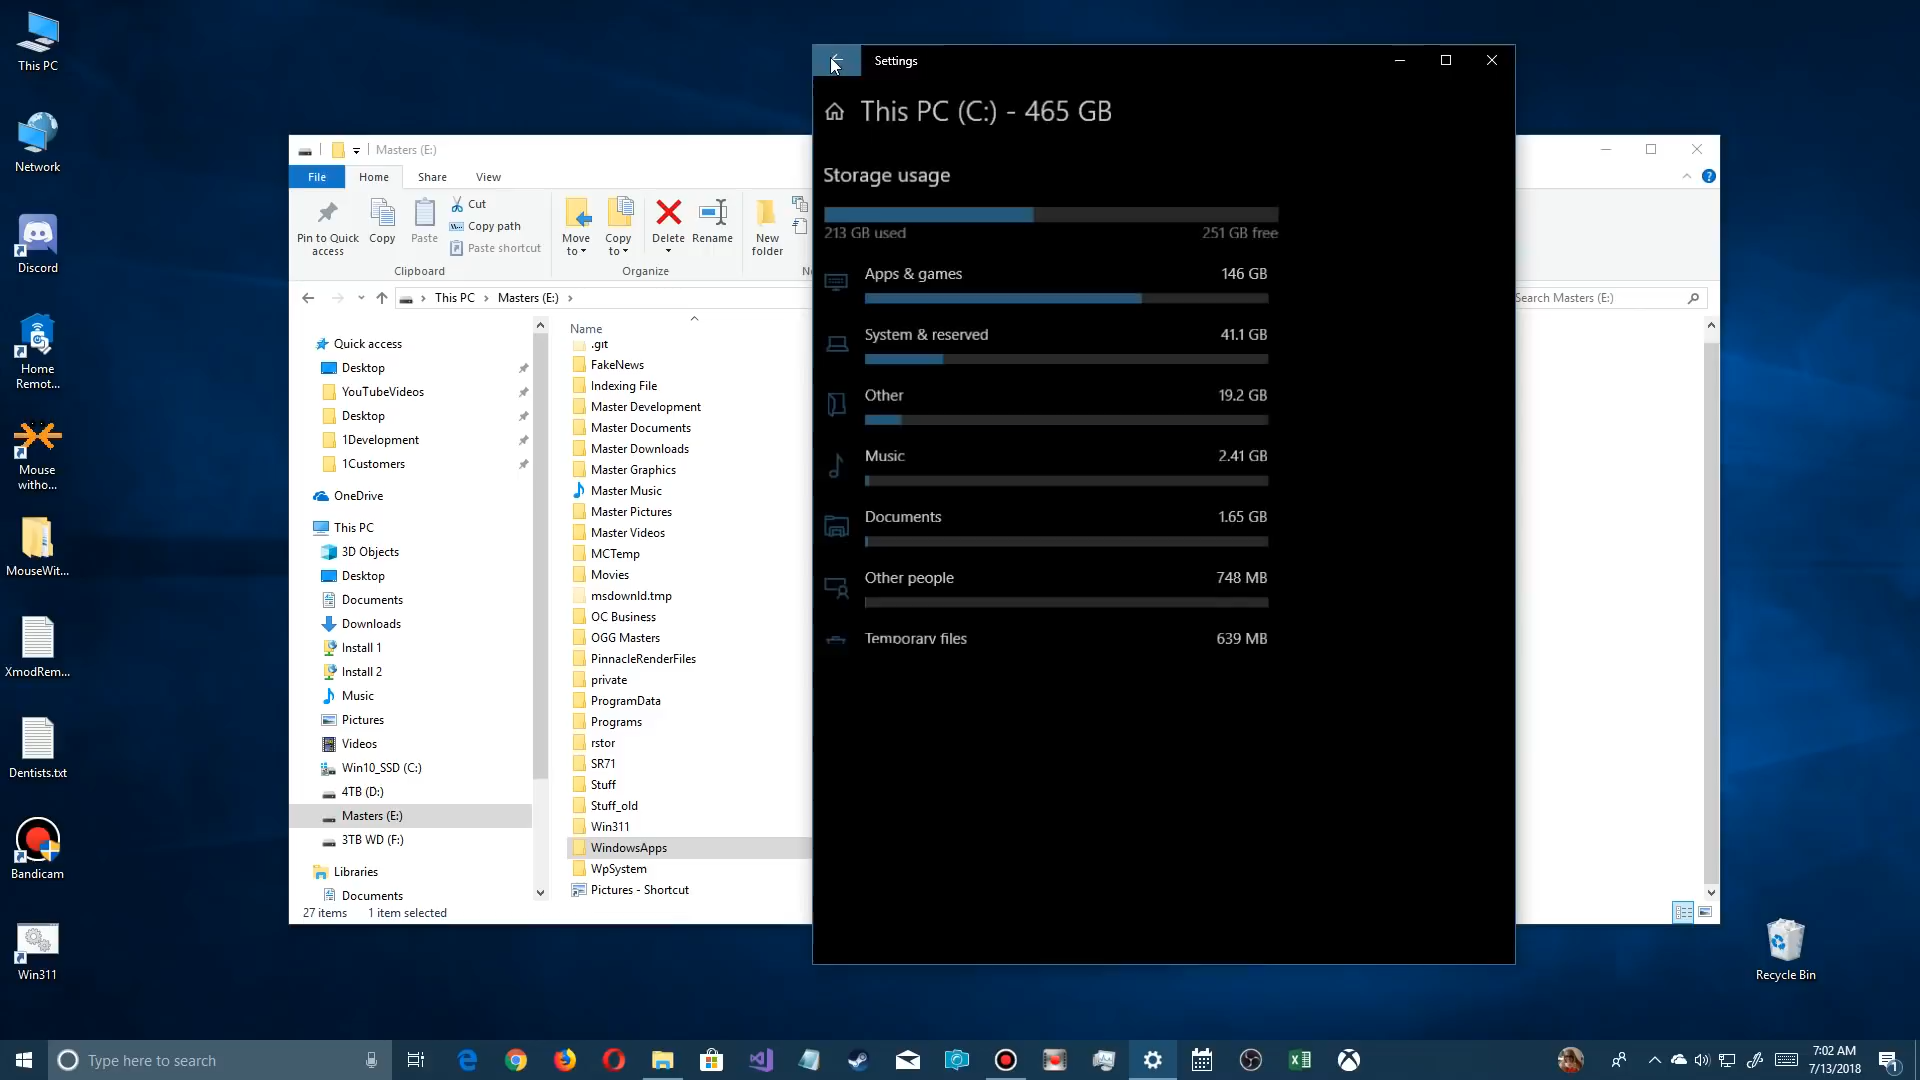 This PC
Network
Discord
Home
Remot...
Mouse
witho...
MouseWit...
XmodRem...
Dentists.txt
Bandicam
Win311
Masters (E:)
File
Home
Share
View
Pin to Quick
access
Copy
Paste
Cut
Copy path
Paste shortcut
Clipboard
Move
to
Copy
to
Delete
Rename
Organize
New
folder
This PC
Masters (E:)
Search Masters (E:)
Quick access
Desktop
YouTubeVideos
Desktop
1Development
1Customers
OneDrive
This PC
3D Objects
Desktop
Documents
Downloads
Install 1
Install 2
Music
Pictures
Videos
Win10_SSD (C:)
4TB (D:)
Masters (E:)
3TB WD (F:)
Libraries
Documents
27 items
1 item selected
Name
.git
FakeNews
Indexing File
Master Development
Master Documents
Master Downloads
Master Graphics
Master Music
Master Pictures
Master Videos
MCTemp
Movies
msdownld.tmp
OC Business
OGG Masters
PinnacleRenderFiles
private
ProgramData
Programs
rstor
SR71
Stuff
Stuff_old
Win311
WindowsApps
WpSystem
Pictures - Shortcut
Settings
This PC (C:) - 465 GB
Storage usage
213 GB used
251 GB free
Apps & games
146 GB
System & reserved
41.1 GB
Other
19.2 GB
Music
2.41 GB
Documents
1.65 GB
Other people
748 MB
Temporary files
639 MB
Recycle Bin
Type here to search
7:02 AM
7/13/2018
1